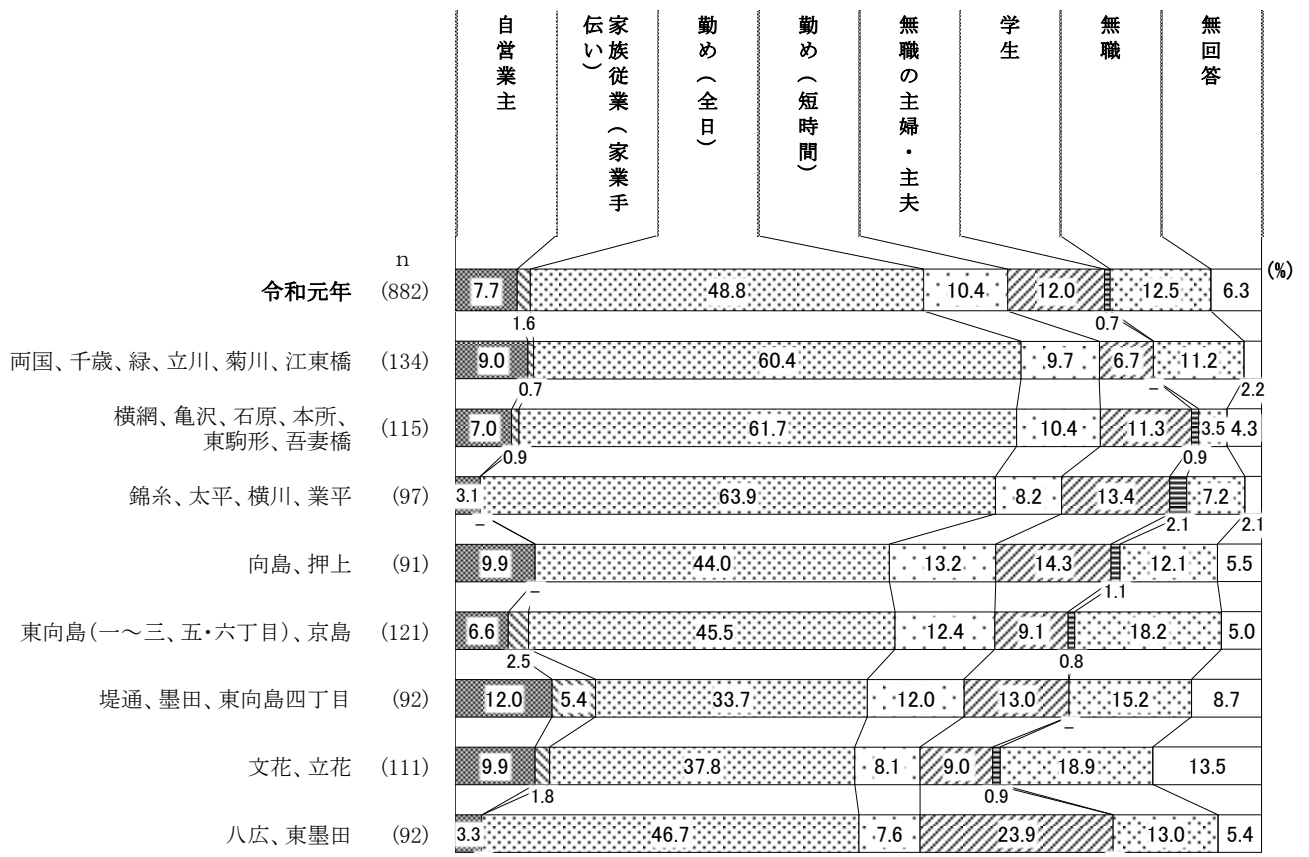 自営業主
家族従業（家業手
伝い）
勤め（全日）
勤め（短時間）
無職の主婦・主夫
学生
無職
無回答
n
(%)
令和元年 (882) 7.7 48.8 10.4 12.0 12.5 6.3
1.6 0.7
両国、千歳、緑、立川、菊川、江東橋 (134) 9.0 60.4 9.7 6.7 11.2
0.7 － 2.2
横網、亀沢、石原、本所、
東駒形、吾妻橋 (115) 7.0 61.7 10.4 11.3 3.5 4.3
0.9 0.9
錦糸、太平、横川、業平 (97) 3.1 63.9 8.2 13.4 7.2
－ 2.1 2.1
向島、押上 (91) 9.9 44.0 13.2 14.3 12.1 5.5
－ 1.1
東向島（一～三、五・六丁目）、京島 (121) 6.6 45.5 12.4 9.1 18.2 5.0
2.5 0.8
堤通、墨田、東向島四丁目 (92) 12.0 5.4 33.7 12.0 13.0 15.2 8.7
－
文花、立花 (111) 9.9 37.8 8.1 9.0 18.9 13.5
1.8 0.9
八広、東墨田 (92) 3.3 46.7 7.6 23.9 13.0 5.4